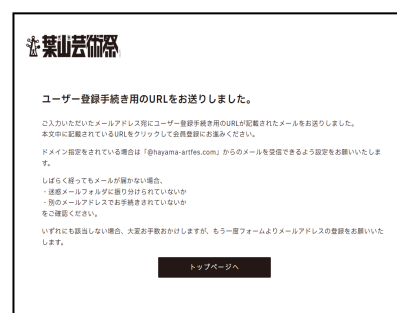 葉山芸術祭
ユーザー登録手続き用のURLをお送りしました。
ご入力いただいたメールアドレス宛にユーザー登録手続き用のURLが記載されたメールをお送りしました。
本文中に記載されているURLをクリックして会員登録にお進みください。
ドメイン指定をされている場合は「@hayama-artfes.com」からのメールを受信できるよう設定をお願いいたしま
す。
しばらく経ってもメールが届かない場合、
・迷惑メールフォルダに振り分けられていないか
・別のメールアドレスでお手続きされていないか
をご確認ください。
いずれにも該当しない場合、大変お手数おかけしますが、もう一度フォームよりメールアドレスの登録をお願いいた
します。
トップページへ